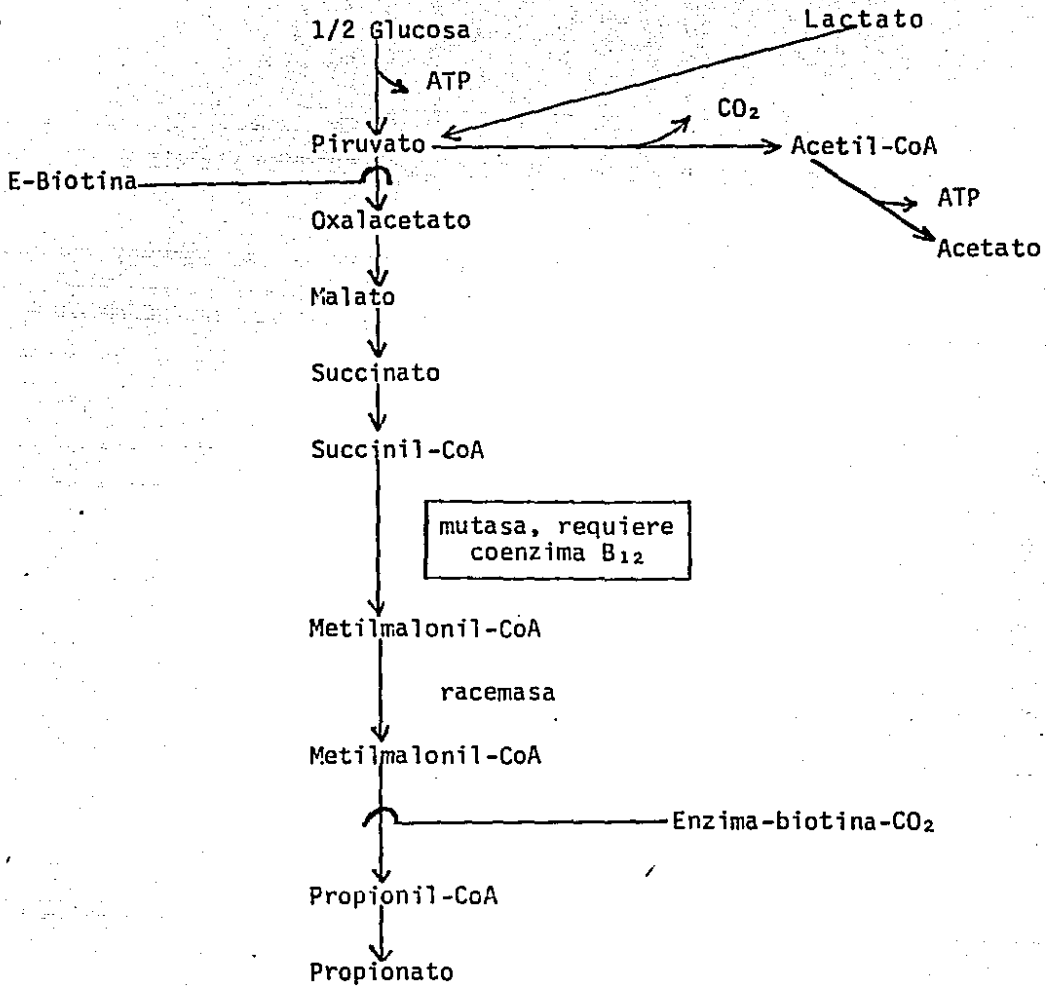 1/2 Glucosa
Lactato
ATP
CO₂
Piruvato
Acetil-CoA
E-Biotina
ATP
Oxalacetato
Acetato
Malato
Succinato
Succinil-CoA
mutasa, requiere
coenzima B₁₂
Metilmalonil-CoA
racemasa
Metilmalonil-CoA
Enzima-biotina-CO₂
Propionil-CoA
Propionato